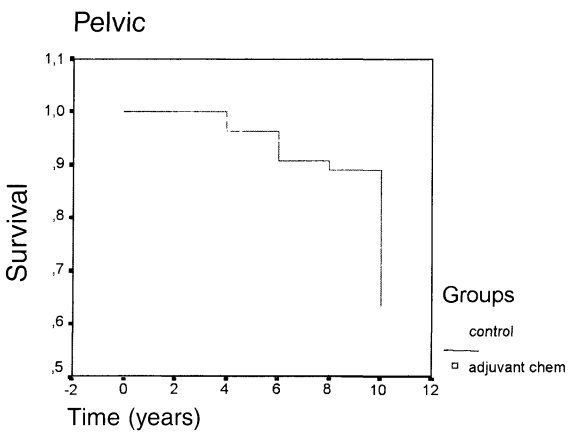 Pelvic
1,1
1,0
,9
,8
,7
,6
,5
Survival
-2 0 2 4 6 8 10 12
Time (years)
Groups
control
adjuvant chem